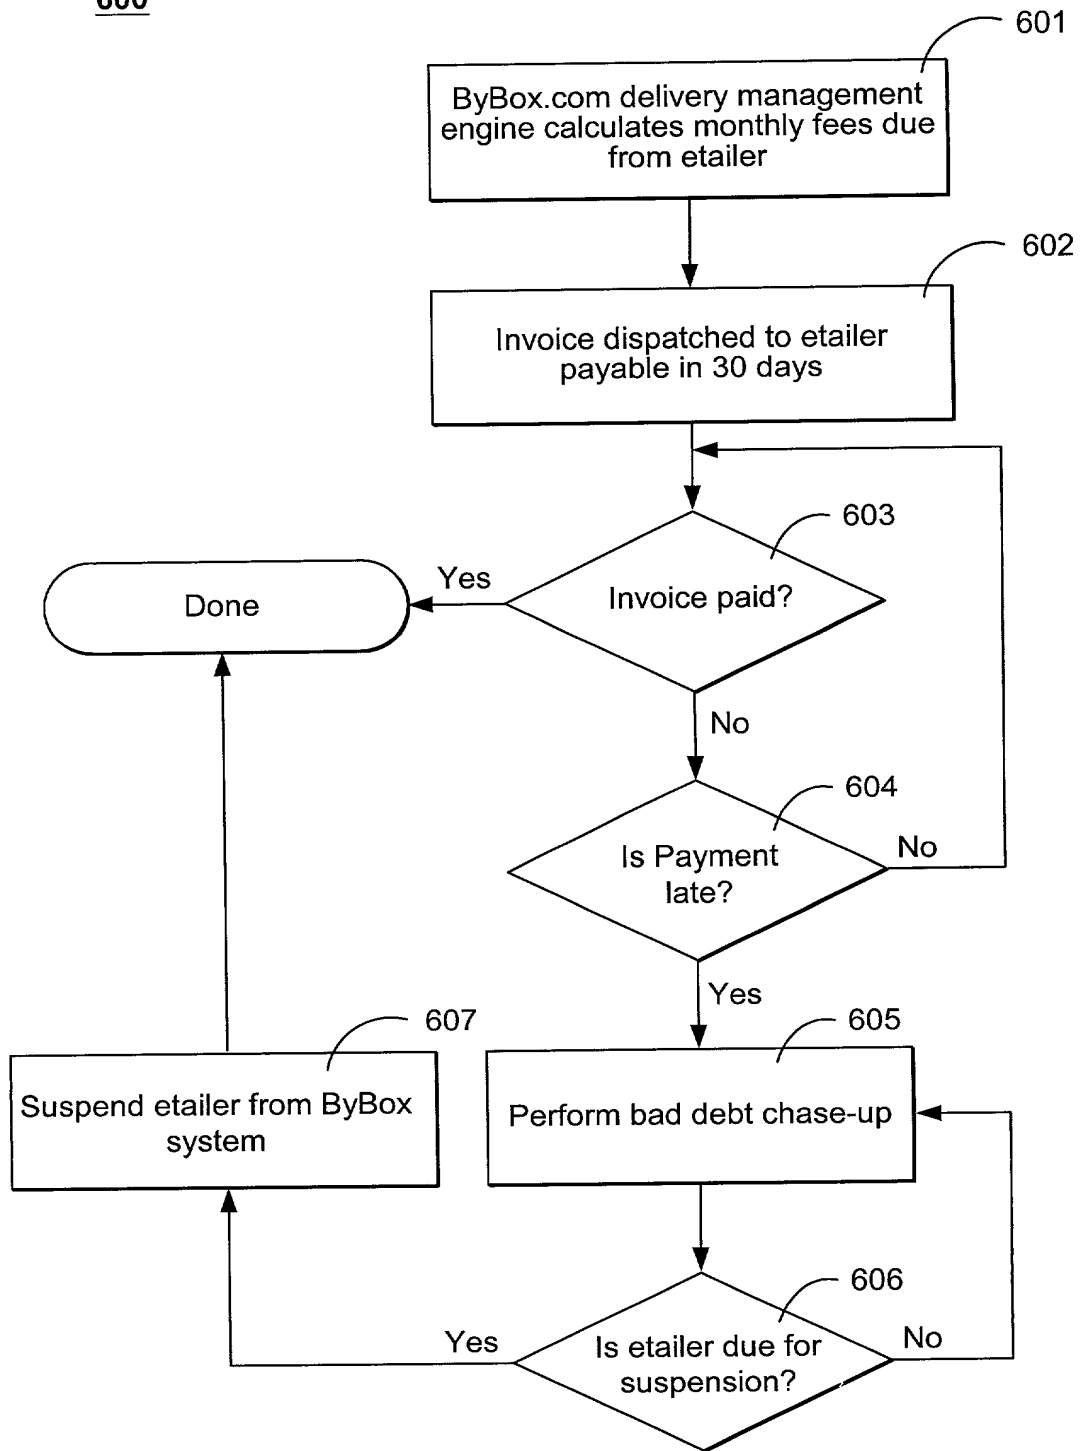 600
601
ByBox.com delivery management
engine calculates monthly fees due
from etailer
602
Invoice dispatched to etailer
payable in 30 days
603
Invoice paid?
Yes
Done
No
604
Is Payment
late?
No
Yes
605
Perform bad debt chase-up
607
Suspend etailer from ByBox
system
606
Is etailer due for
suspension?
Yes
No